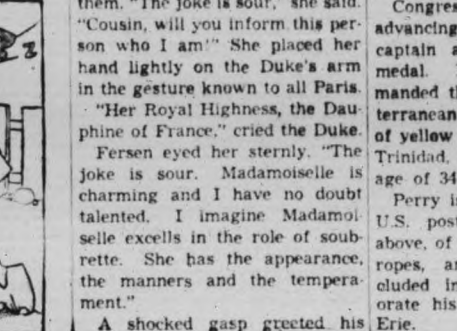 them. "The joke is sour," she said.
"Cousin, will you inform this per-
son who I am?" She placed her
hand lightly on the Duke's arm
in the gesture known to all Paris.
"Her Royal Highness, the Dau-
phine of France," cried the Duke.
Fersen eyed her sternly. "The
joke is sour. Madamoiselle is
charming and I have no doubt
talented. I imagine Madamoi-
selle excells in the role of soub-
rette. She has the appearance,
the manners and the tempera-
ment."
A shocked gasp greeted his
Congres
advancing
captain a
medal.
manded th
terranean
of yellow
Trinidad,
age of 34
Perry i
U.S. post
above, of
ropes, an
cluded in
orate his
Erie.